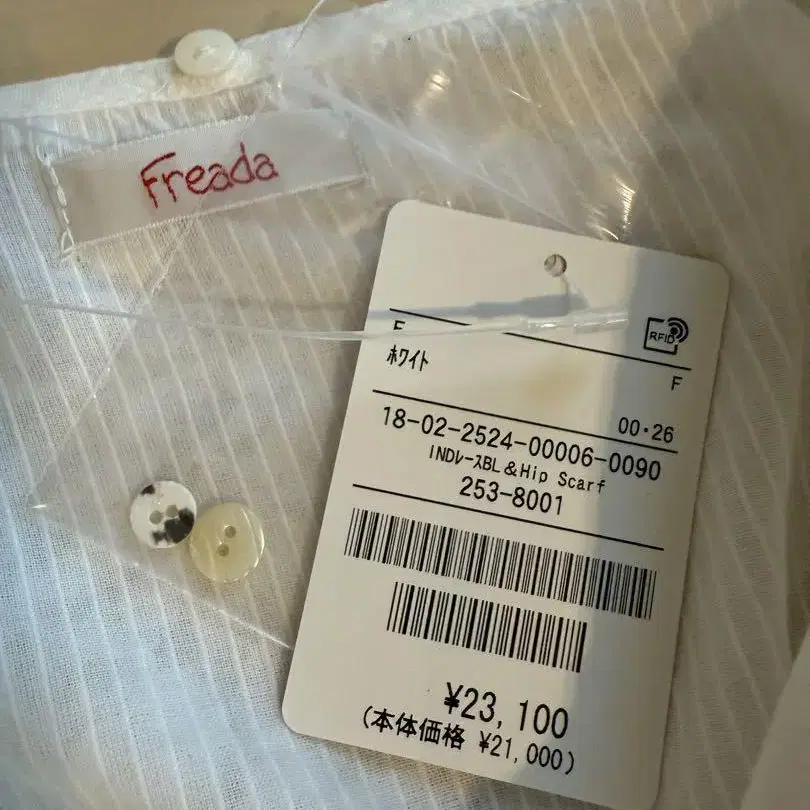 Freada
RFID
F
ホワイト
F
00・26
18-02-2524-00006-0090
INDﾚｰｽBL＆Hip Scarf
253-8001
¥23,100
(本体価格 ¥21,000)